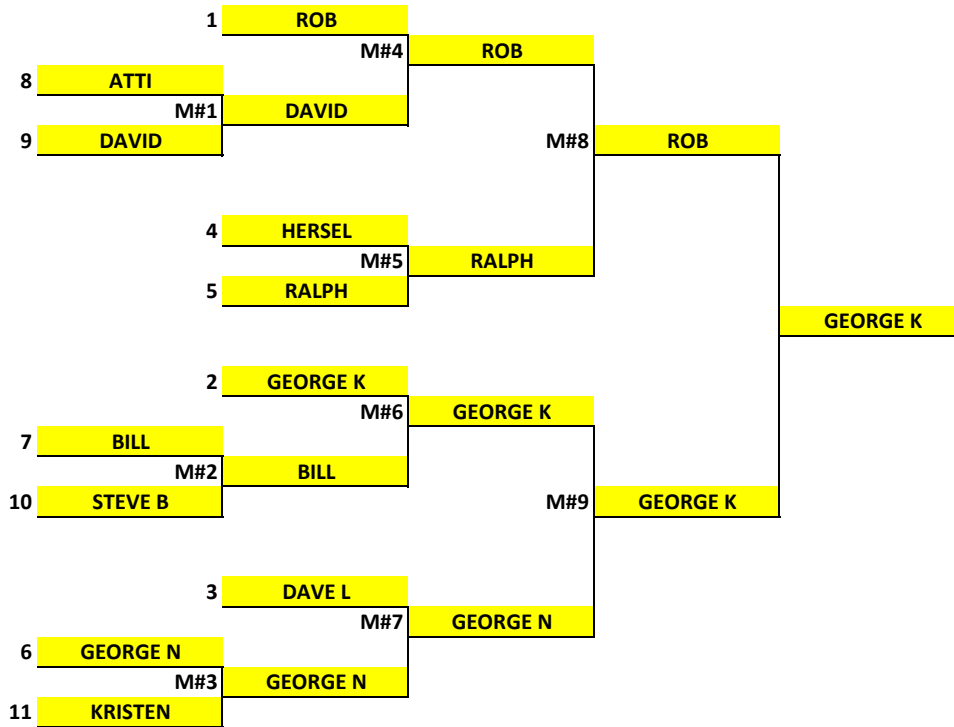 1 ROB
M#4 ROB
8 ATTI
M#1 DAVID
9 DAVID M#8 ROB
4 HERSEL
M#5 RALPH
5 RALPH
GEORGE K
2 GEORGE K
M#6 GEORGE K
7 BILL
M#2 BILL
10 STEVE B M#9 GEORGE K
3 DAVE L
M#7 GEORGE N
6 GEORGE N
M#3 GEORGE N
11 KRISTEN